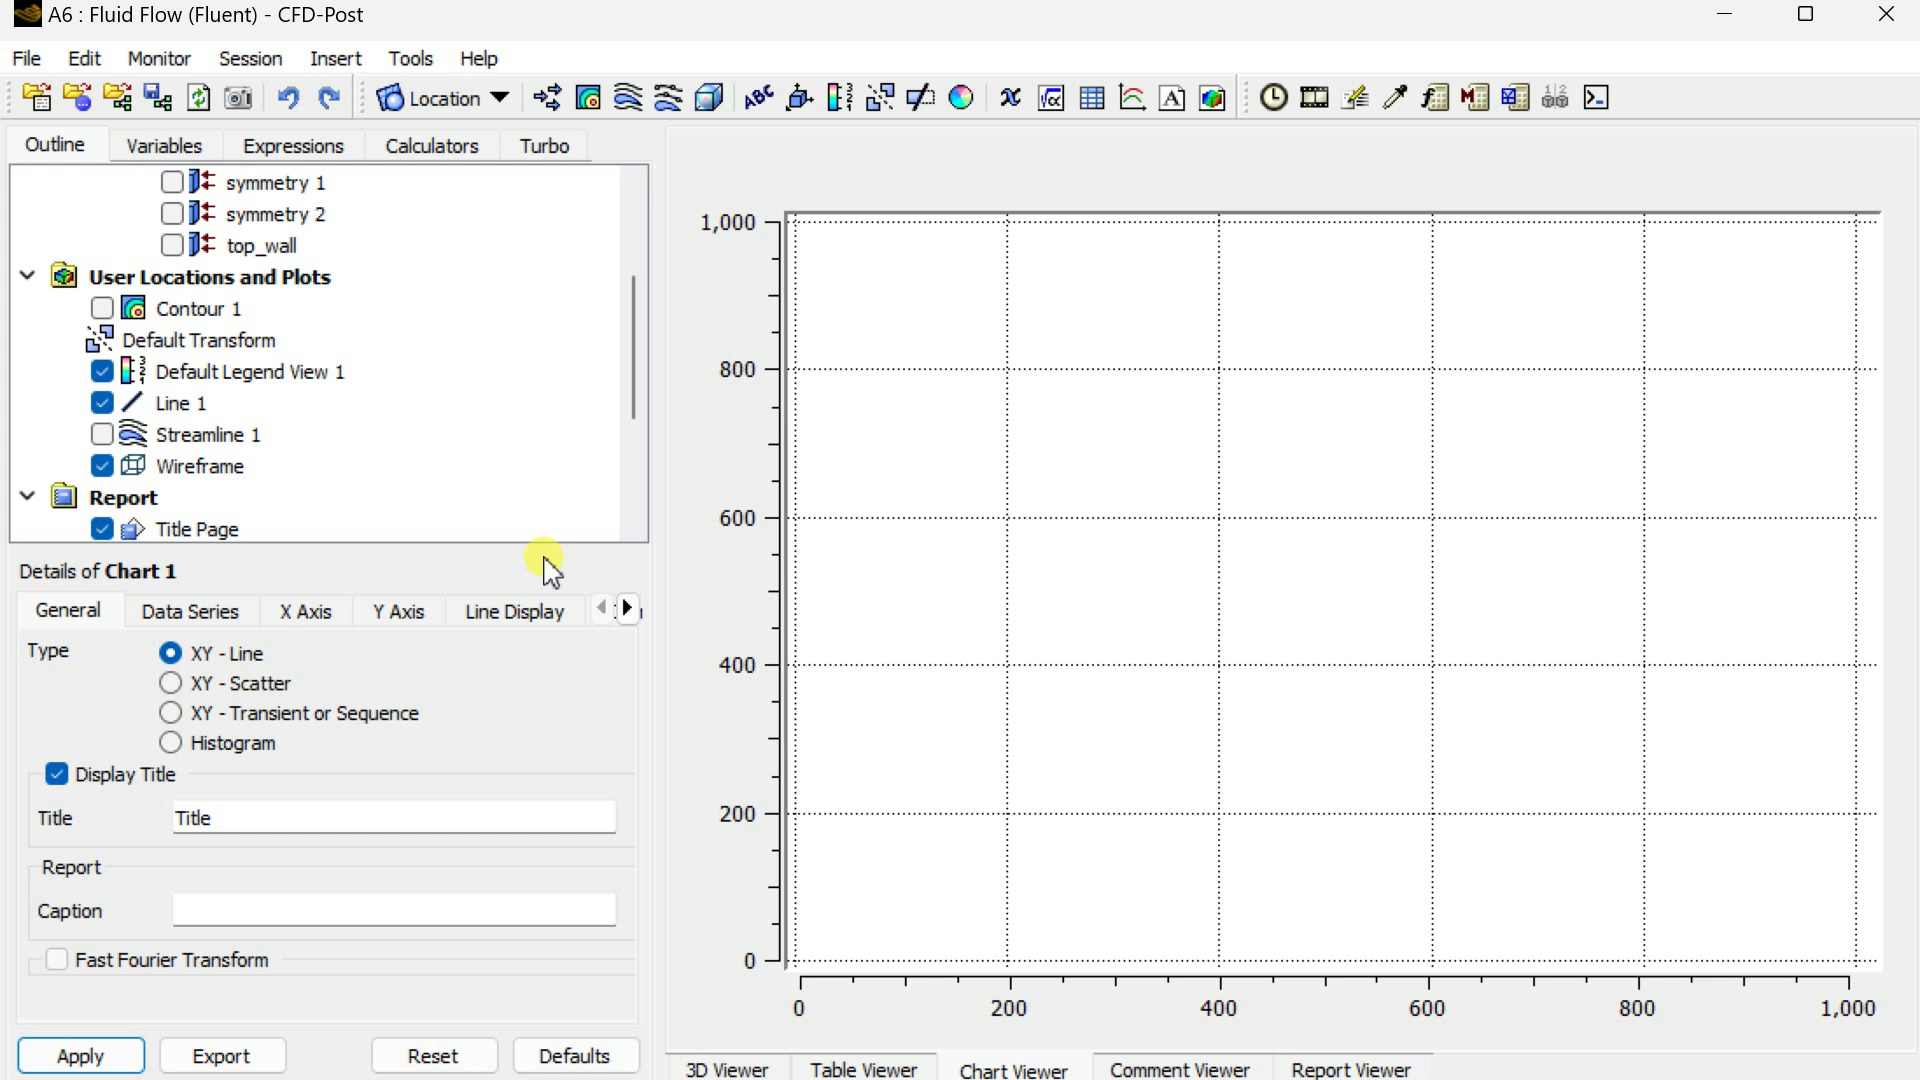 A6 : Fluid Flow (Fluent) - CFD-Post
File Edit Monitor Session Insert Tools Help
Location
Outline Variables Expressions Calculators Turbo
symmetry 1
symmetry 2
top_wall
User Locations and Plots
Contour 1
Default Transform
Default Legend View 1
Line 1
Streamline 1
Wireframe
Report
Title Page
Details of Chart 1
General Data Series X Axis Y Axis Line Display
Type XY - Line
XY - Scatter
XY - Transient or Sequence
Histogram
Display Title
Title Title
Report
Caption
Fast Fourier Transform
Apply Export Reset Defaults
1,000
800
600
400
200
0
0 200 400 600 800 1,000
3D Viewer Table Viewer Chart Viewer Comment Viewer Report Viewer